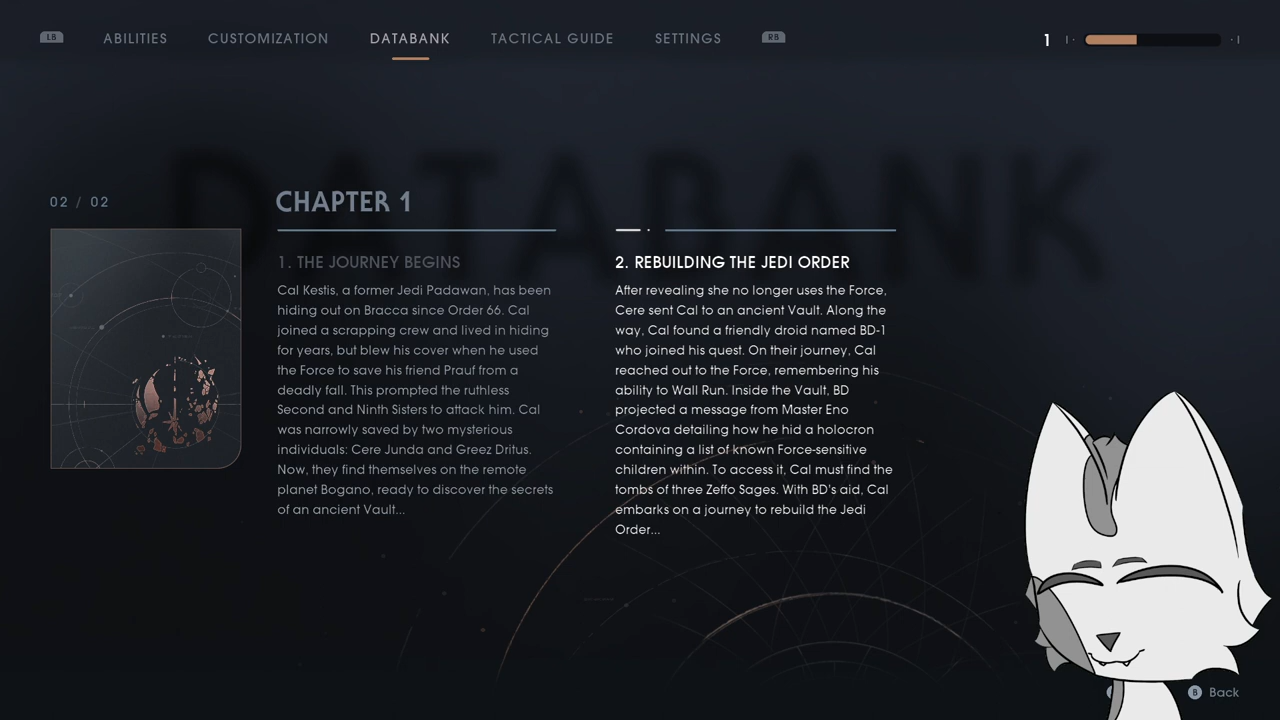 LB ABILITIES CUSTOMIZATION DATABANK TACTICAL GUIDE SETTINGS RB 1
DATABANK
02 / 02
CHAPTER 1
1. THE JOURNEY BEGINS
Cal Kestis, a former Jedi Padawan, has been
hiding out on Bracca since Order 66. Cal
joined a scrapping crew and lived in hiding
for years, but blew his cover when he used
the Force to save his friend Prauf from a
deadly fall. This prompted the ruthless
Second and Ninth Sisters to attack him. Cal
was narrowly saved by two mysterious
individuals: Cere Junda and Greez Dritus.
Now, they find themselves on the remote
planet Bogano, ready to discover the secrets
of an ancient Vault...
2. REBUILDING THE JEDI ORDER
After revealing she no longer uses the Force,
Cere sent Cal to an ancient Vault. Along the
way, Cal found a friendly droid named BD-1
who joined his quest. On their journey, Cal
reached out to the Force, remembering his
ability to Wall Run. Inside the Vault, BD
projected a message from Master Eno
Cordova detailing how he hid a holocron
containing a list of known Force-sensitive
children within. To access it, Cal must find the
tombs of three Zeffo Sages. With BD's aid, Cal
embarks on a journey to rebuild the Jedi
Order...
B Back